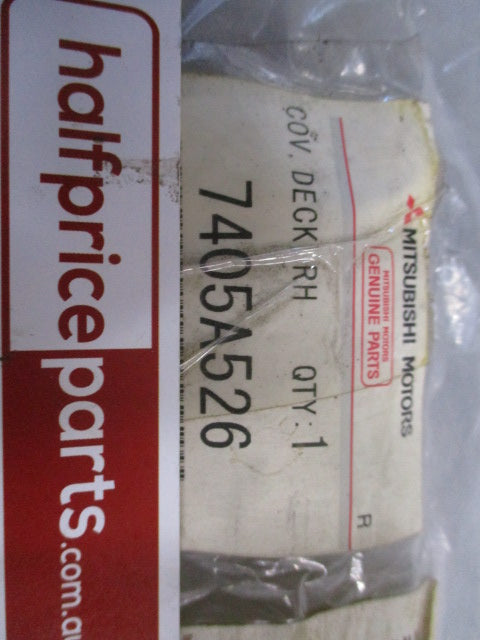 MITSUBISHI MOTORS
MITSUBISHI MOTORS
GENUINE PARTS
R
COV, DECK RH QTY:1
7405A526
halfpriceparts.com.au